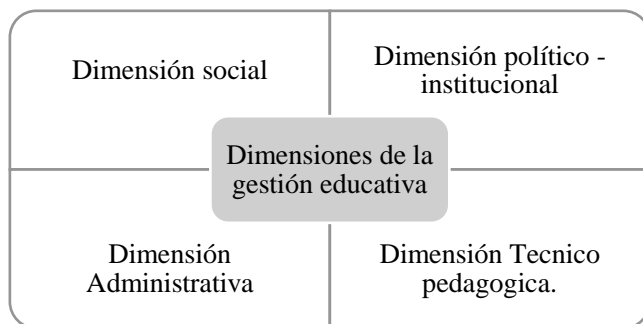 Dimensión social
Dimensión político -
institucional
Dimensiones de la
gestión educativa
Dimensión
Administrativa
Dimensión Tecnico
pedagogica.